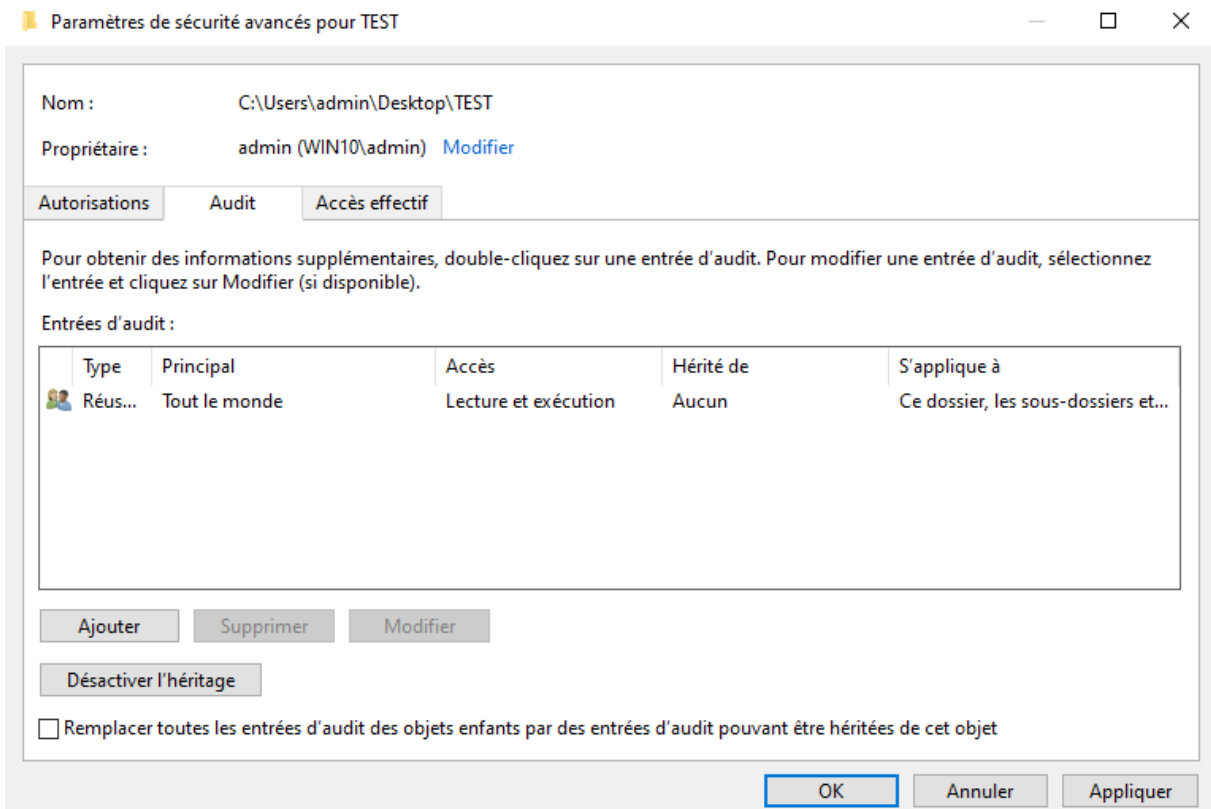 Paramètres de sécurité avancés pour TEST
Nom : C:\Users\admin\Desktop\TEST
Propriétaire : admin (WIN10\admin) Modifier
Autorisations Audit Accès effectif
Pour obtenir des informations supplémentaires, double-cliquez sur une entrée d’audit. Pour modifier une entrée d’audit, sélectionnez
l’entrée et cliquez sur Modifier (si disponible).
Entrées d’audit :
Type Principal Accès Hérité de S’applique à
Réus... Tout le monde Lecture et exécution Aucun Ce dossier, les sous-dossiers et...
Ajouter Supprimer Modifier
Désactiver l’héritage
Remplacer toutes les entrées d’audit des objets enfants par des entrées d’audit pouvant être héritées de cet objet
OK Annuler Appliquer